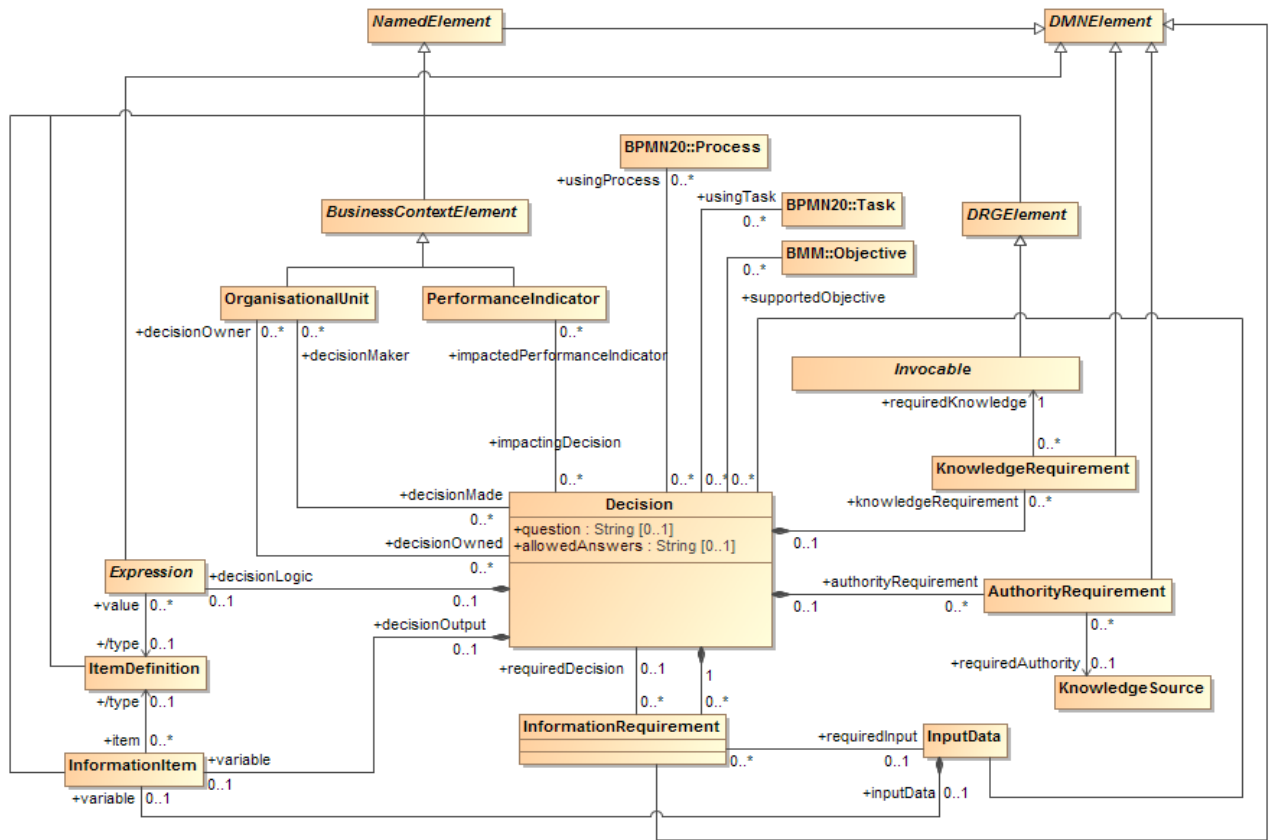 NamedElement
DMNElement
BPMN20::Process
+usingProcess
0..*
+usingTask
BPMN20::Task
0..*
BusinessContextElement
DRGElement
BMM::Objective
0..*
+supportedObjective
OrganisationalUnit
PerformanceIndicator
+decisionOwner
0..*
0..*
0..*
+decisionMaker
+impactedPerformanceIndicator
Invocable
+requiredKnowledge
1
+impactingDecision
0..*
KnowledgeRequirement
0..*
0..*
0..*
0..*
+decisionMade
0..*
Decision
+knowledgeRequirement
0..*
+question : String [0..1]
+allowedAnswers : String [0..1]
0..1
+decisionOwned
0..*
Expression
+decisionLogic
0..1
0..1
+authorityRequirement
0..1
0..*
AuthorityRequirement
+value
0..*
+decisionOutput
0..1
0..*
+/type
0..1
+requiredDecision
0..1
1
+requiredAuthority
0..1
ItemDefinition
KnowledgeSource
+/type
0..1
0..*
0..*
InformationRequirement
+item
0..*
+requiredInput
InputData
InformationItem
+variable
0..1
0..*
0..1
+variable
0..1
+inputData
0..1